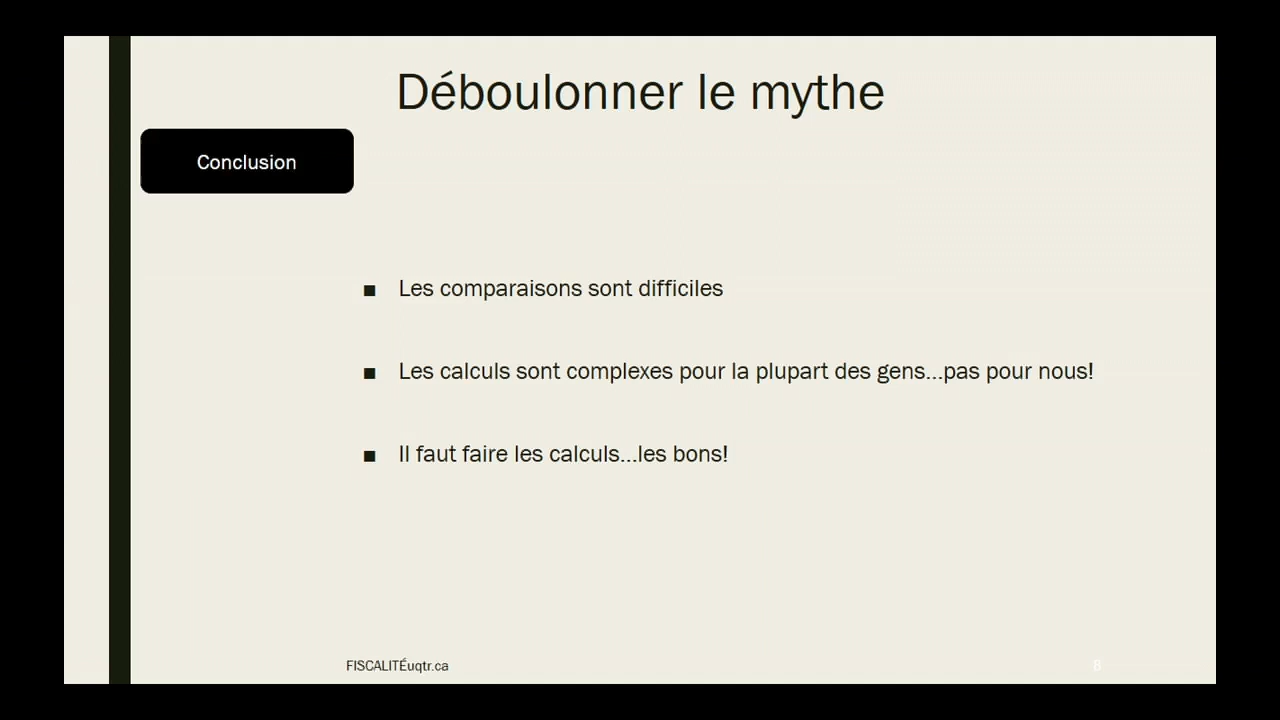 Déboulonner le mythe
Conclusion
■ Les comparaisons sont difficiles
■ Les calculs sont complexes pour la plupart des gens...pas pour nous!
■ Il faut faire les calculs...les bons!
FISCALITÉuqtr.ca
8